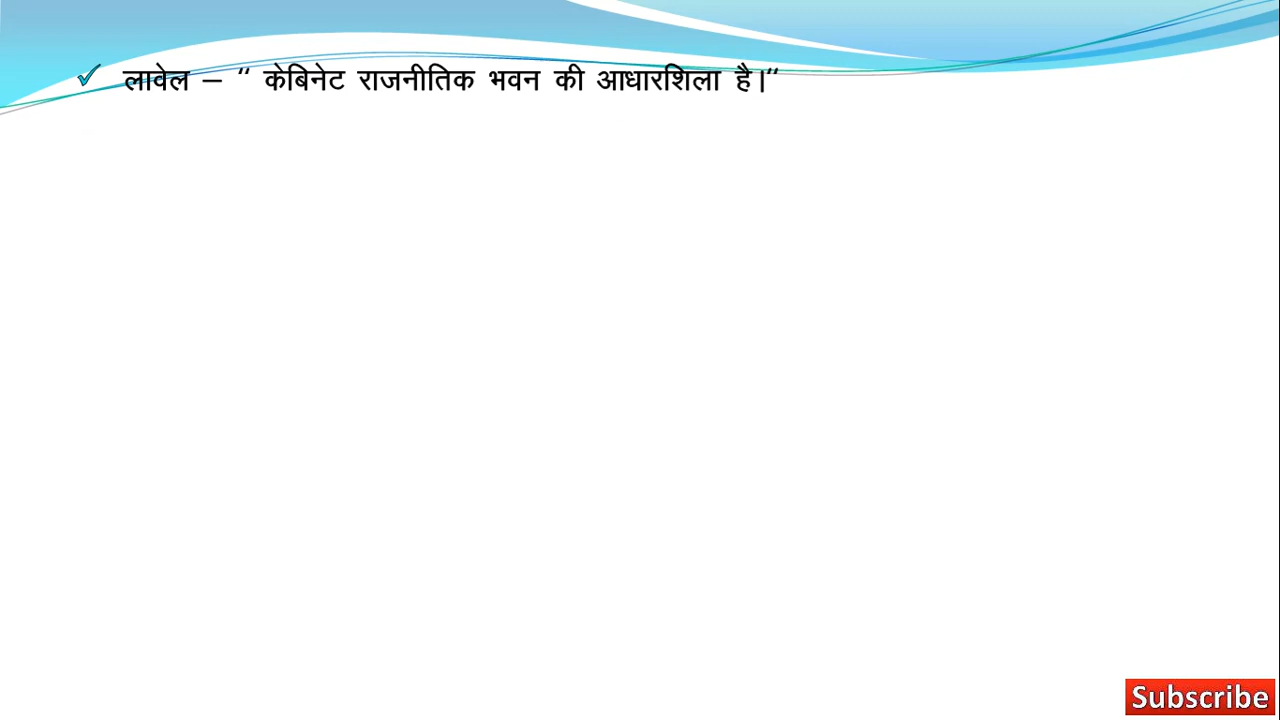 ✓ लावेल – “ केबिनेट राजनीतिक भवन की आधारशिला है।“
Subscribe